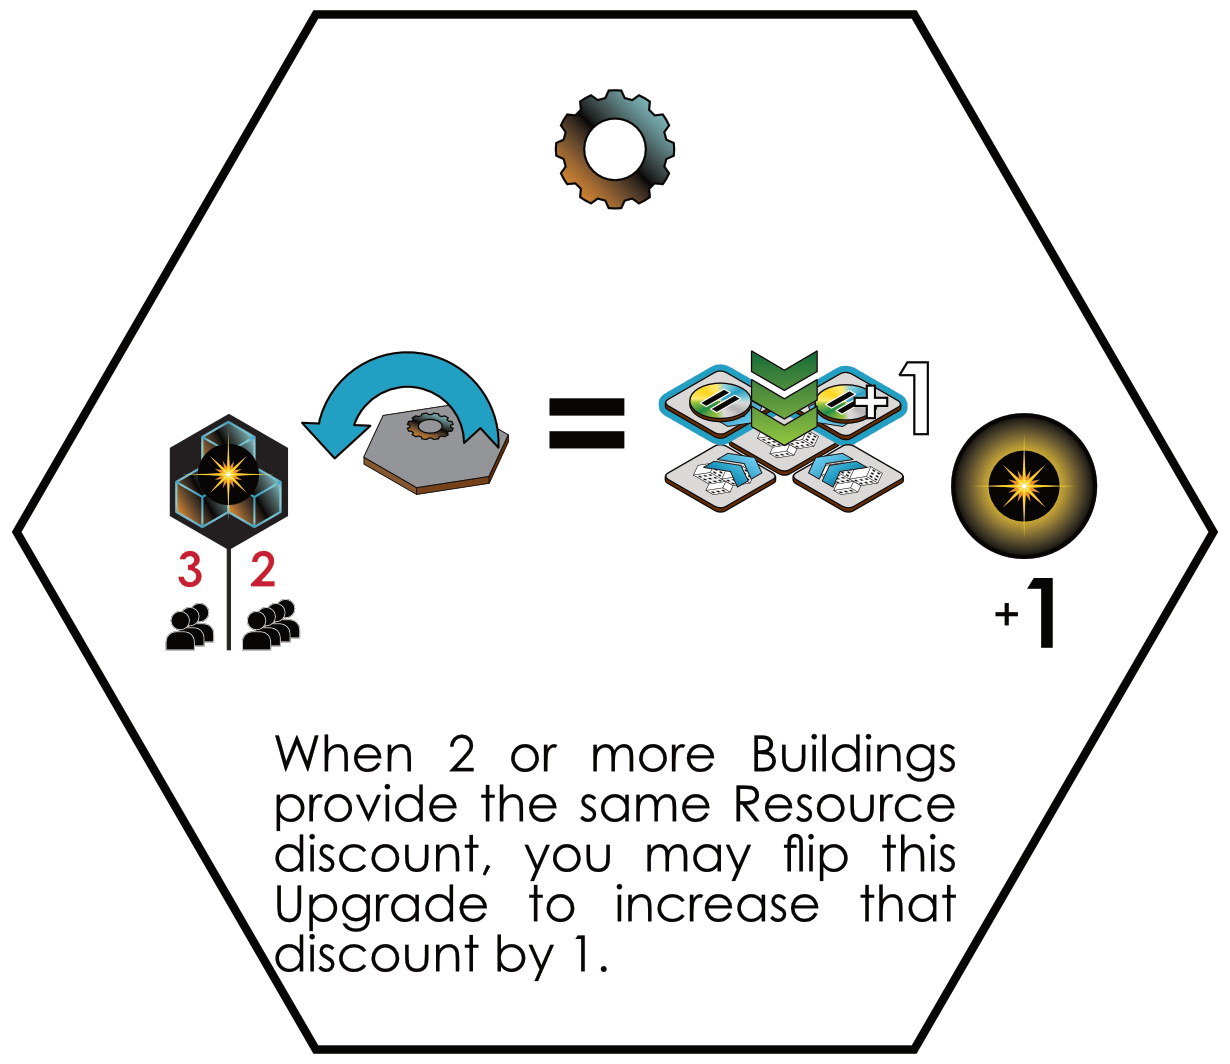 =
+1
3 2
+1
When 2 or more Buildings
provide the same Resource
discount, you may flip this
Upgrade to increase that
discount by 1.